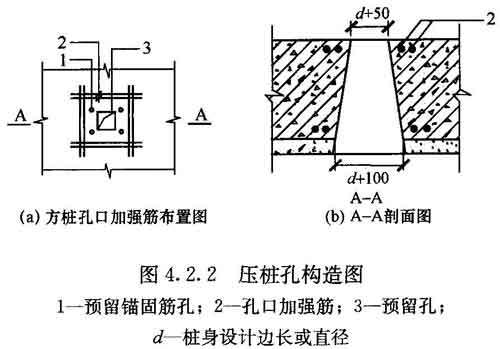 2
3
1
A
A
(a) 方桩孔口加强筋布置图
d+50
2
d+100
A-A
(b) A-A剖面图
图 4.2.2 压桩孔构造图
1—预留锚固筋孔；2—孔口加强筋；3—预留孔；
d—桩身设计边长或直径